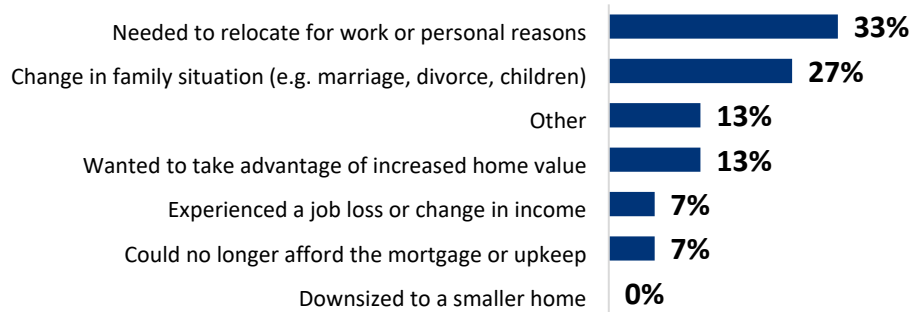 Needed to relocate for work or personal reasons 33%
Change in family situation (e.g. marriage, divorce, children) 27%
Other 13%
Wanted to take advantage of increased home value 13%
Experienced a job loss or change in income 7%
Could no longer afford the mortgage or upkeep 7%
Downsized to a smaller home 0%